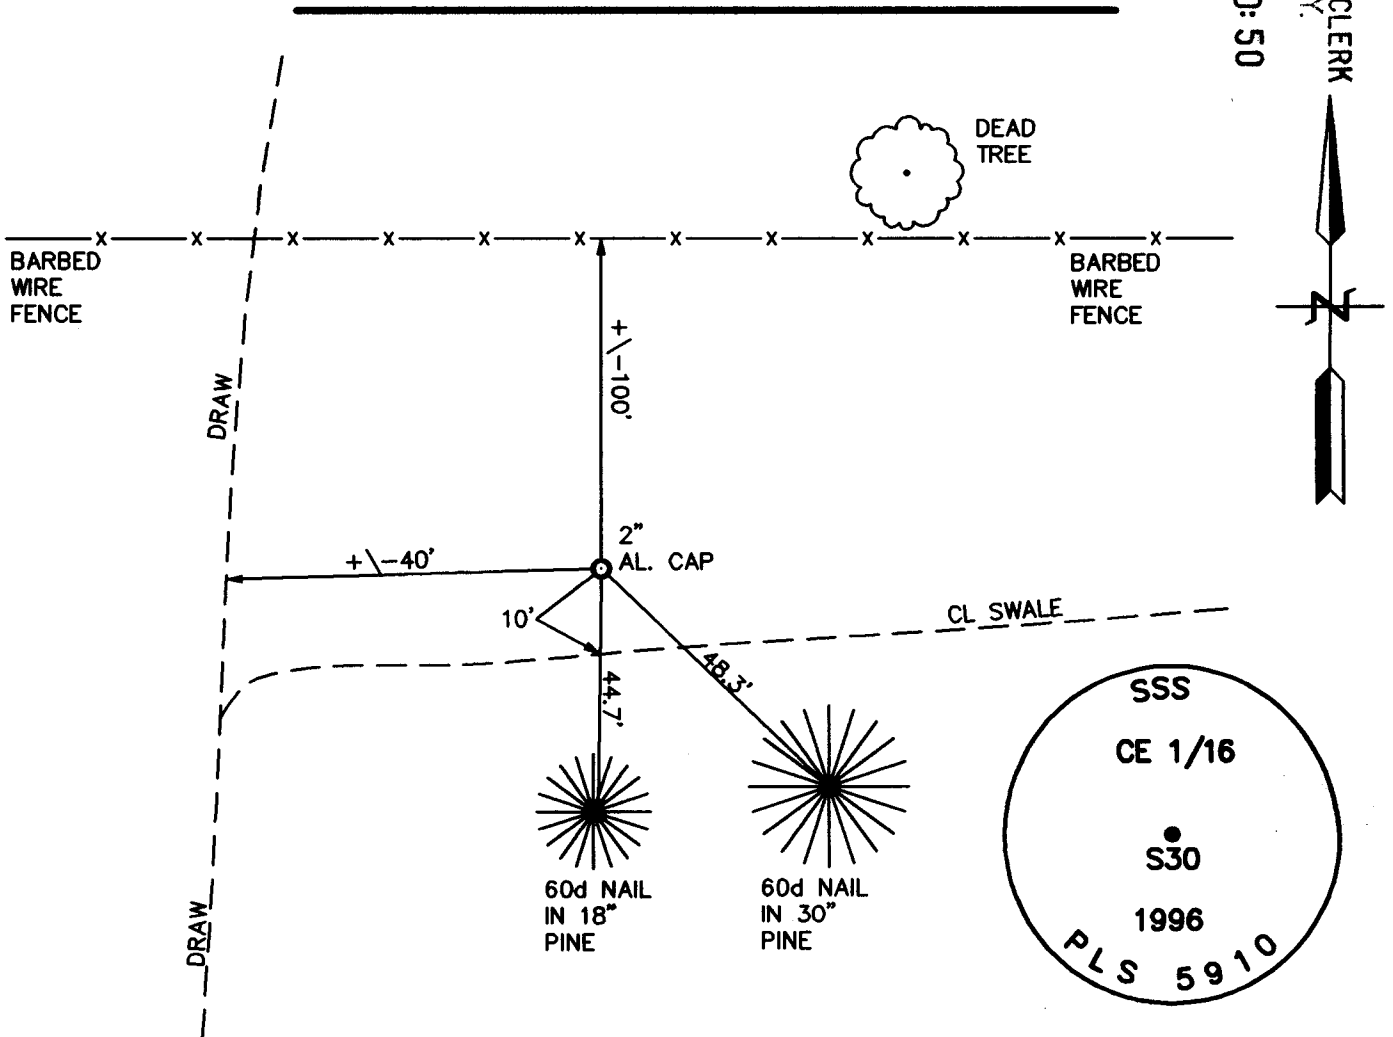 CLERK
Y.
0:50
DEAD
TREE
BARBED
WIRE
FENCE
BARBED
WIRE
FENCE
+\-100'
DRAW
2"
AL. CAP
+\-40'
10'
CL SWALE
48.3'
44.7'
N
60d NAIL
IN 18"
PINE
60d NAIL
IN 30"
PINE
DRAW
SSS
CE 1/16
S30
1996
PLS 5910